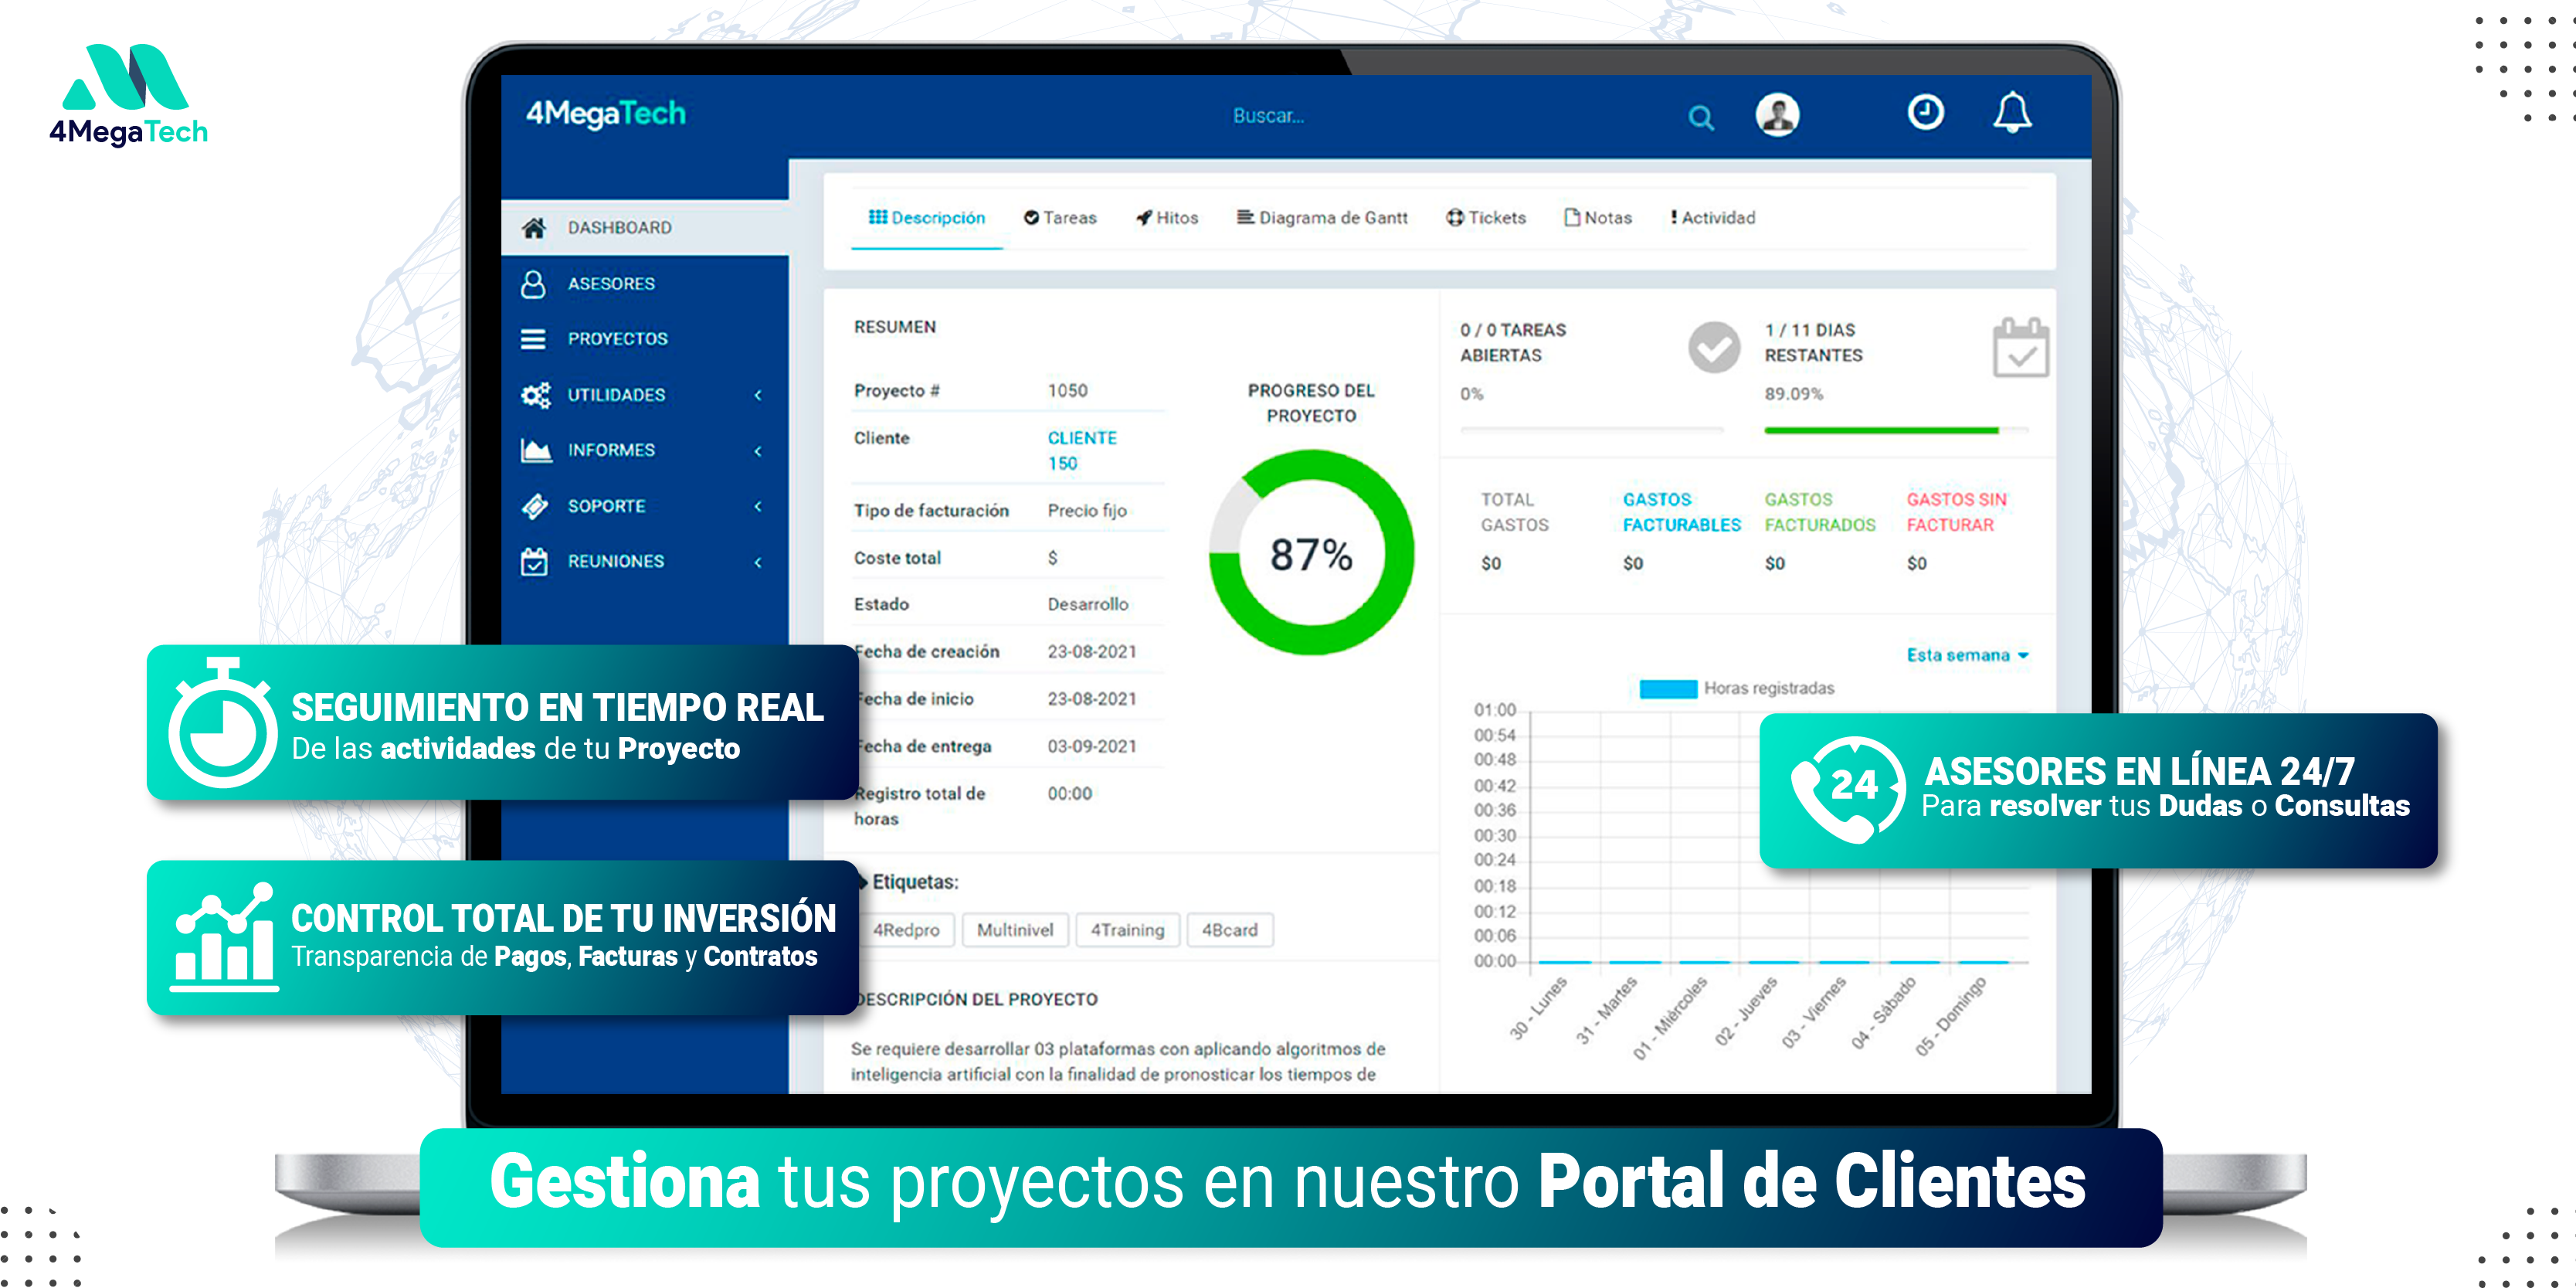 4MegaTech
4MegaTech
Buscar...
DASHBOARD
ASESORES
PROYECTOS
UTILIDADES
INFORMES
SOPORTE
REUNIONES
Descripción
Tareas
Hitos
Diagrama de Gantt
Tickets
Notas
Actividad
RESUMEN
Proyecto # 1050
Cliente CLIENTE
150
Tipo de facturación Precio fijo
Coste total $
Estado Desarrollo
Fecha de creación 23-08-2021
Fecha de inicio 23-08-2021
Fecha de entrega 03-09-2021
Registro total de 00:00
horas
PROGRESO DEL
PROYECTO
87%
Etiquetas:
4Redpro
Multinivel
4Training
4Bcard
DESCRIPCIÓN DEL PROYECTO
Se requiere desarrollar 03 plataformas con aplicando algoritmos de
inteligencia artificial con la finalidad de pronosticar los tiempos de
0 / 0 TAREAS
ABIERTAS
0%
1 / 11 DIAS
RESTANTES
89.09%
TOTAL
GASTOS
$0
GASTOS
FACTURABLES
$0
GASTOS
FACTURADOS
$0
GASTOS SIN
FACTURAR
$0
Esta semana
Horas registradas
01:00
00:54
00:48
00:42
00:36
00:30
00:24
00:18
00:12
00:06
00:00
30 - Lunes
31 - Martes
01 - Miércoles
02 - Jueves
03 - Viernes
04 - Sábado
05 - Domingo
SEGUIMIENTO EN TIEMPO REAL
De las actividades de tu Proyecto
CONTROL TOTAL DE TU INVERSIÓN
Transparencia de Pagos, Facturas y Contratos
24
ASESORES EN LÍNEA 24/7
Para resolver tus Dudas o Consultas
Gestiona tus proyectos en nuestro Portal de Clientes